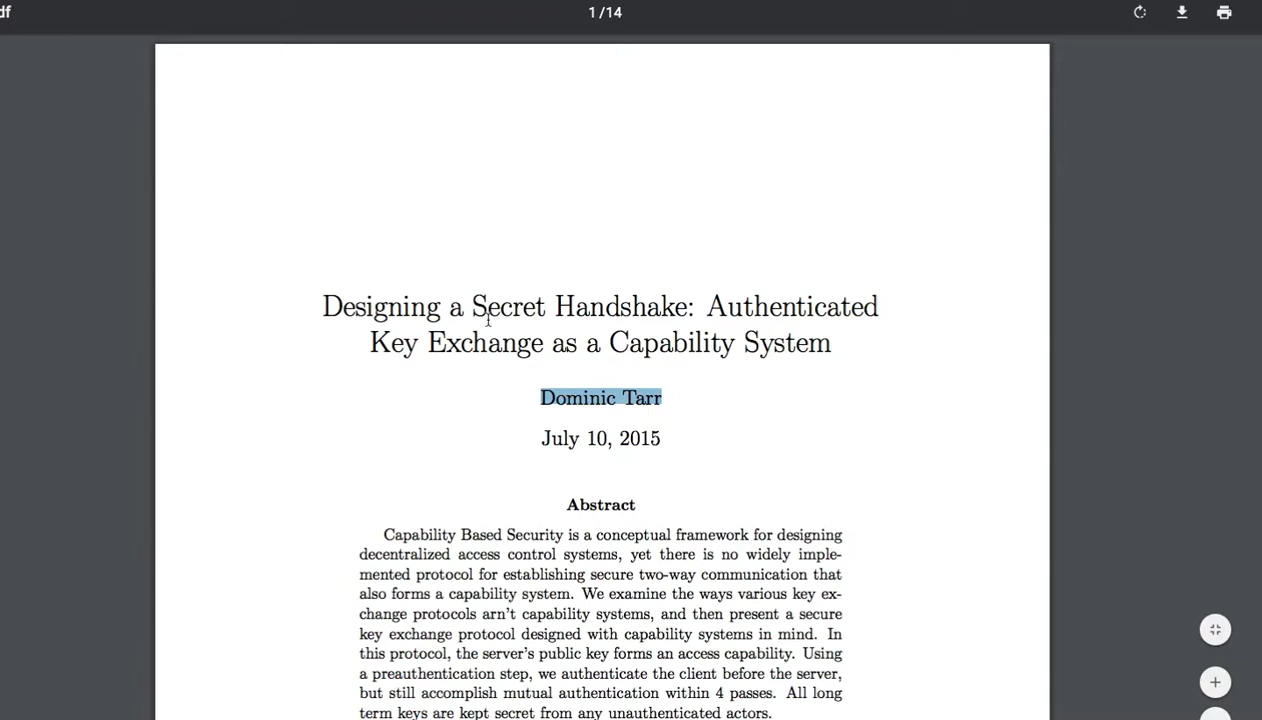 df
1 / 14
Designing a Secret Handshake: Authenticated
Key Exchange as a Capability System
Dominic Tarr
July 10, 2015
Abstract
Capability Based Security is a conceptual framework for designing
decentralized access control systems, yet there is no widely imple-
mented protocol for establishing secure two-way communication that
also forms a capability system. We examine the ways various key ex-
change protocols arn't capability systems, and then present a secure
key exchange protocol designed with capability systems in mind. In
this protocol, the server's public key forms an access capability. Using
a preauthentication step, we authenticate the client before the server,
but still accomplish mutual authentication within 4 passes. All long
term keys are kept secret from any unauthenticated actors.